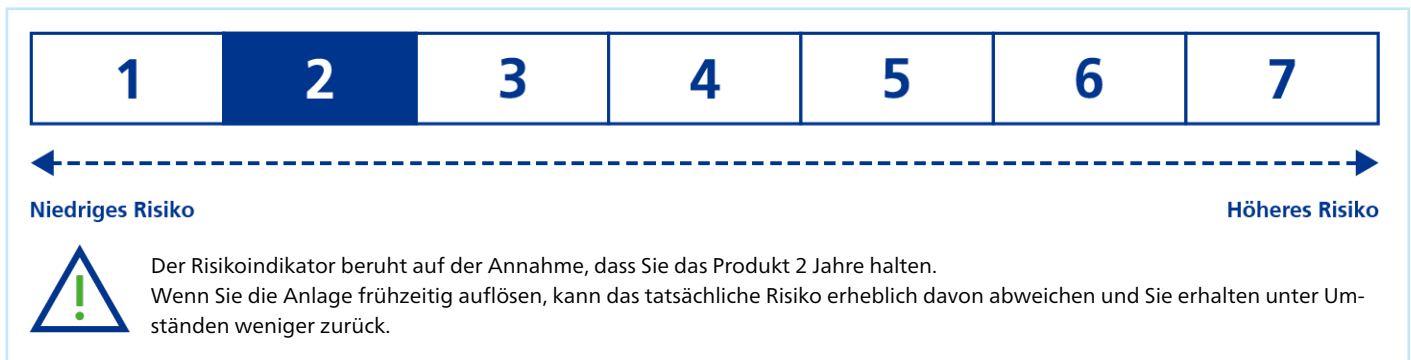 1 2 3 4 5 6 7
Niedriges Risiko Höheres Risiko
Der Risikoindikator beruht auf der Annahme, dass Sie das Produkt 2 Jahre halten.
Wenn Sie die Anlage frühzeitig auflösen, kann das tatsächliche Risiko erheblich davon abweichen und Sie erhalten unter Um-
ständen weniger zurück.